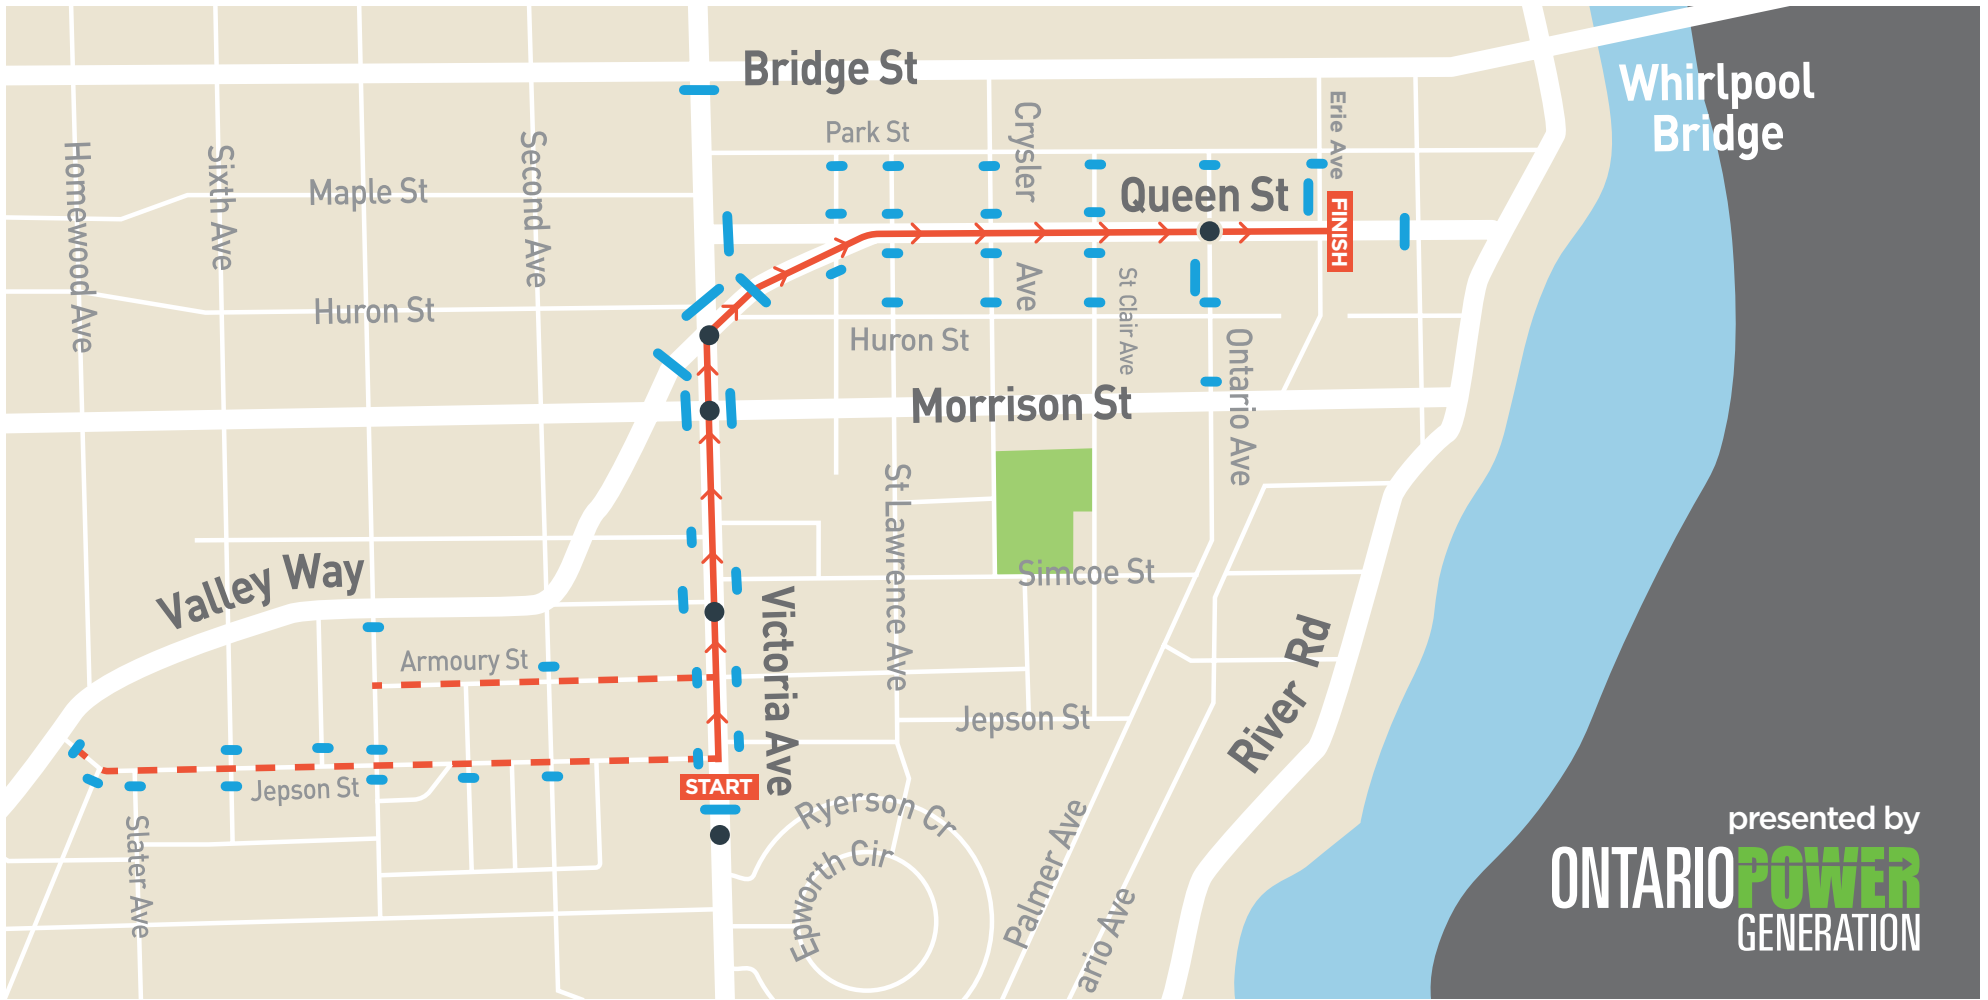 Bridge St
Whirlpool
Bridge
Park St
Crysler
Ave
Erie Ave
Homewood Ave
Sixth Ave
Second Ave
Maple St
Queen St
FINISH
Huron St
Huron St
St Clair Ave
Ontario Ave
Morrison St
St Lawrence Ave
Valley Way
Simcoe St
Victoria Ave
Armoury St
River Rd
Jepson St
Jepson St
START
Slater Ave
Ryerson Cr
Edworth Cir
Palmer Ave
ario Ave
presented by
ONTARIOPOWER
GENERATION